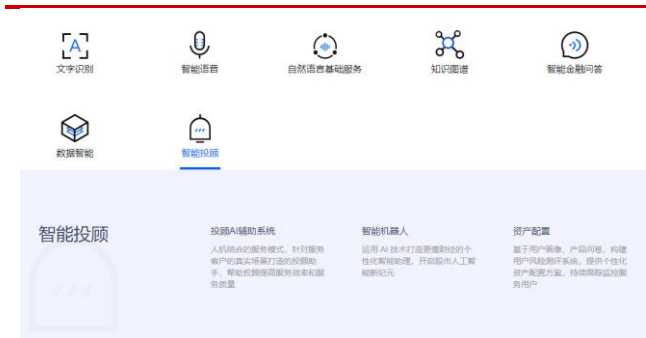 文字识别
智能语音
自然语言基础服务
知识图谱
智能金融问答
数据智能
智能投顾
智能投顾
投顾AI辅助系统
人机结合的服务模式，针对服务
客户的真实场景打造的投顾助
手，帮助投顾提高服务效率和服
务质量
智能机器人
运用 AI 技术打造更懂财经的个
性化智能助理，开启股市人工智
能新纪元
资产配置
基于用户画像、产品问卷，构建
用户风险测评系统，提供个性化
资产配置方案，持续跟踪监控服
务用户